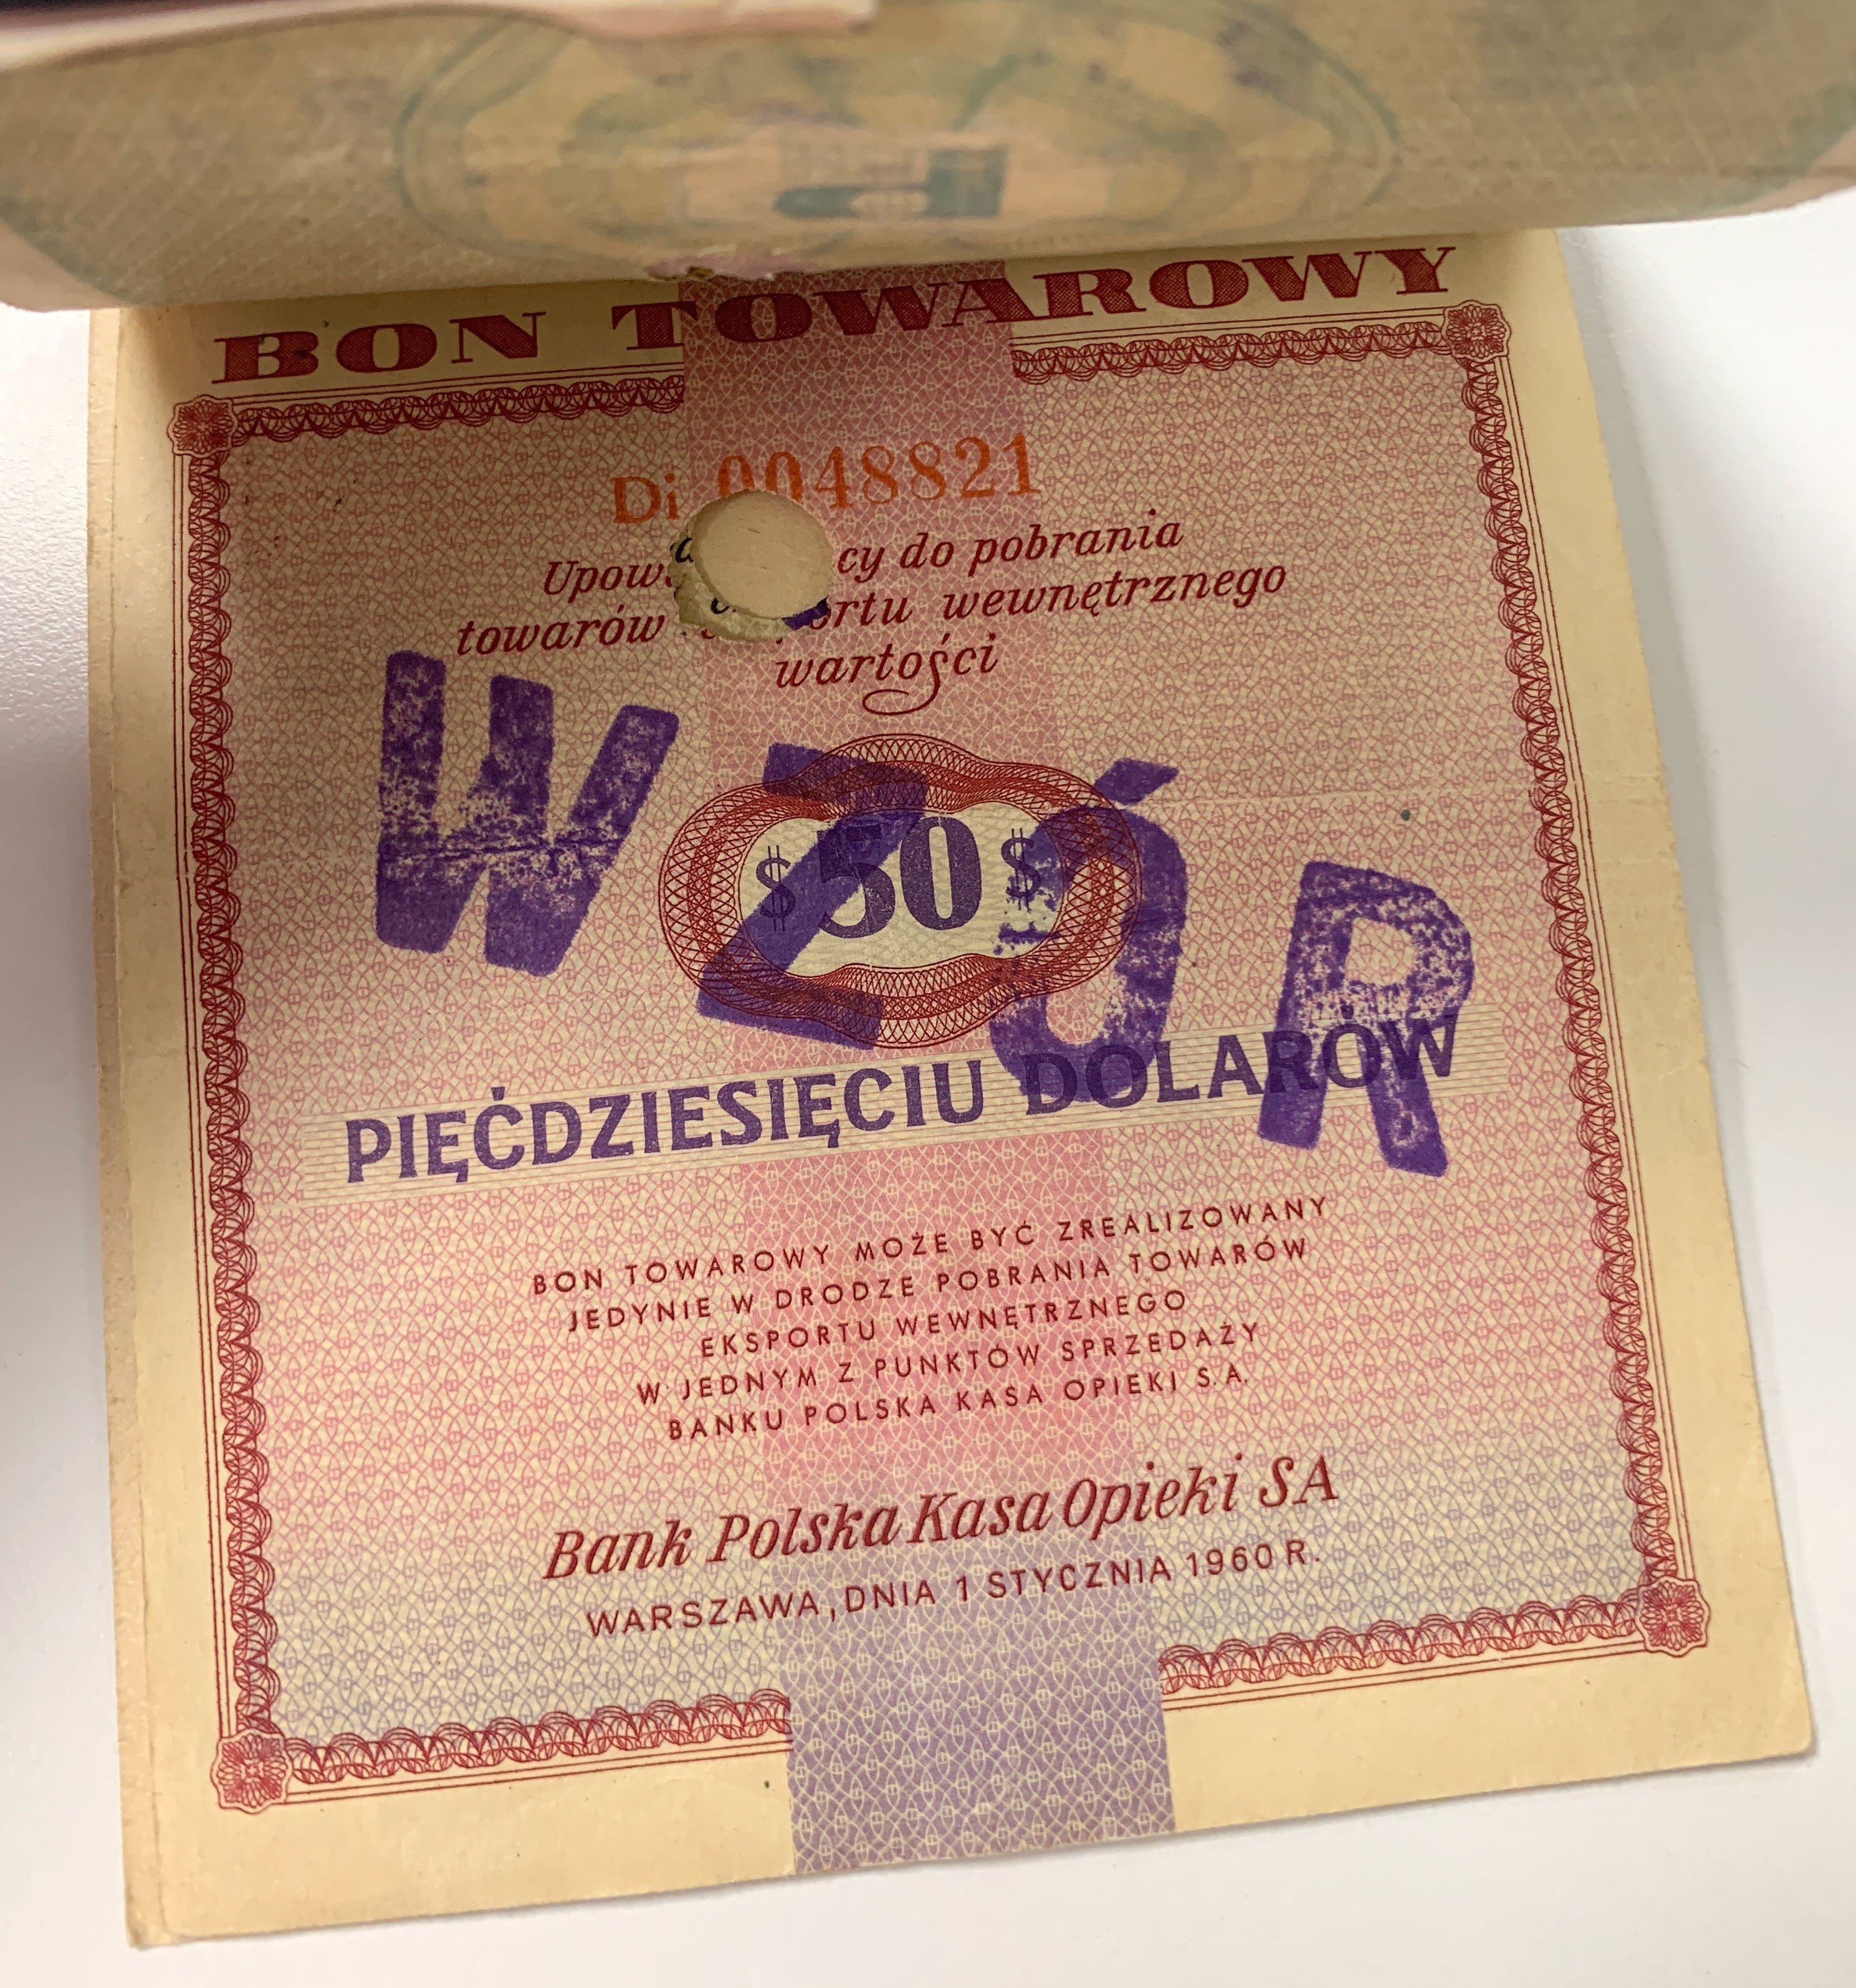 BON TOWAROWY
Di 0048821
cy do pobrania
towarów wewnętrznego
wartości
WZÓR
$ 50 $
PIĘĆDZIESIĘCIU DOLARÓW
BON TOWAROWY MOŻE BYĆ ZREALIZOWANY
JEDYNIE W DRODZE POBRANIA TOWARÓW
EKSPORTU WEWNĘTRZNEGO
W JEDNYM Z PUNKTÓW SPRZEDAŻY
BANKU POLSKA KASA OPIEKI S.A.
Bank Polska Kasa Opieki SA
WARSZAWA, DNIA 1 STYCZNIA 1960 R.